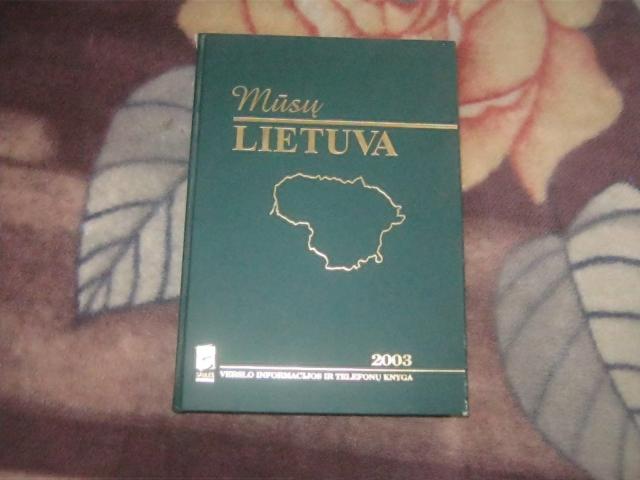 Mūsų
LIETUVA
2003
VERSLO INFORMACIJOS IR TELEFONŲ KNYGA